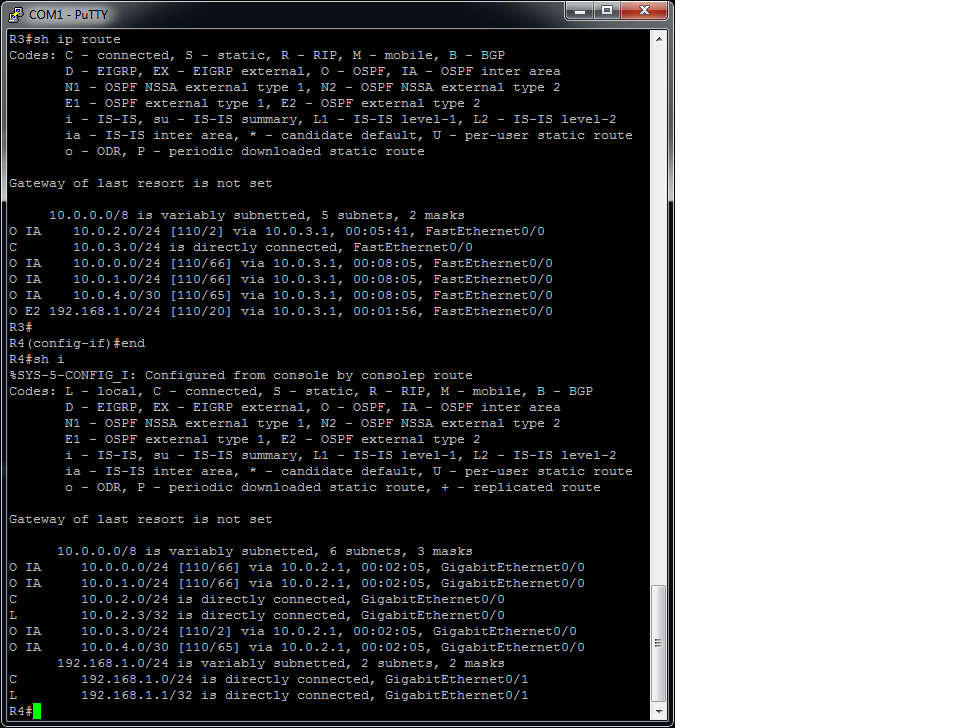 COM1 - PuTTY
R3#sh ip route
Codes: C - connected, S - static, R - RIP, M - mobile, B - BGP
       D - EIGRP, EX - EIGRP external, O - OSPF, IA - OSPF inter area
       N1 - OSPF NSSA external type 1, N2 - OSPF NSSA external type 2
       E1 - OSPF external type 1, E2 - OSPF external type 2
       i - IS-IS, su - IS-IS summary, L1 - IS-IS level-1, L2 - IS-IS level-2
       ia - IS-IS inter area, * - candidate default, U - per-user static route
       o - ODR, P - periodic downloaded static route
Gateway of last resort is not set
     10.0.0.0/8 is variably subnetted, 5 subnets, 2 masks
O IA    10.0.2.0/24 [110/2] via 10.0.3.1, 00:05:41, FastEthernet0/0
C       10.0.3.0/24 is directly connected, FastEthernet0/0
O IA    10.0.0.0/24 [110/66] via 10.0.3.1, 00:08:05, FastEthernet0/0
O IA    10.0.1.0/24 [110/66] via 10.0.3.1, 00:08:05, FastEthernet0/0
O IA    10.0.4.0/30 [110/65] via 10.0.3.1, 00:08:05, FastEthernet0/0
O E2 192.168.1.0/24 [110/20] via 10.0.3.1, 00:01:56, FastEthernet0/0
R3#
R4(config-if)#end
R4#sh i
%SYS-5-CONFIG_I: Configured from console by consolep route
Codes: L - local, C - connected, S - static, R - RIP, M - mobile, B - BGP
       D - EIGRP, EX - EIGRP external, O - OSPF, IA - OSPF inter area
       N1 - OSPF NSSA external type 1, N2 - OSPF NSSA external type 2
       E1 - OSPF external type 1, E2 - OSPF external type 2
       i - IS-IS, su - IS-IS summary, L1 - IS-IS level-1, L2 - IS-IS level-2
       ia - IS-IS inter area, * - candidate default, U - per-user static route
       o - ODR, P - periodic downloaded static route, + - replicated route
Gateway of last resort is not set
      10.0.0.0/8 is variably subnetted, 6 subnets, 3 masks
O IA     10.0.0.0/24 [110/66] via 10.0.2.1, 00:02:05, GigabitEthernet0/0
O IA     10.0.1.0/24 [110/66] via 10.0.2.1, 00:02:05, GigabitEthernet0/0
C        10.0.2.0/24 is directly connected, GigabitEthernet0/0
L        10.0.2.3/32 is directly connected, GigabitEthernet0/0
O IA     10.0.3.0/24 [110/2] via 10.0.2.1, 00:02:05, GigabitEthernet0/0
O IA     10.0.4.0/30 [110/65] via 10.0.2.1, 00:02:05, GigabitEthernet0/0
      192.168.1.0/24 is variably subnetted, 2 subnets, 2 masks
C        192.168.1.0/24 is directly connected, GigabitEthernet0/1
L        192.168.1.1/32 is directly connected, GigabitEthernet0/1
R4#